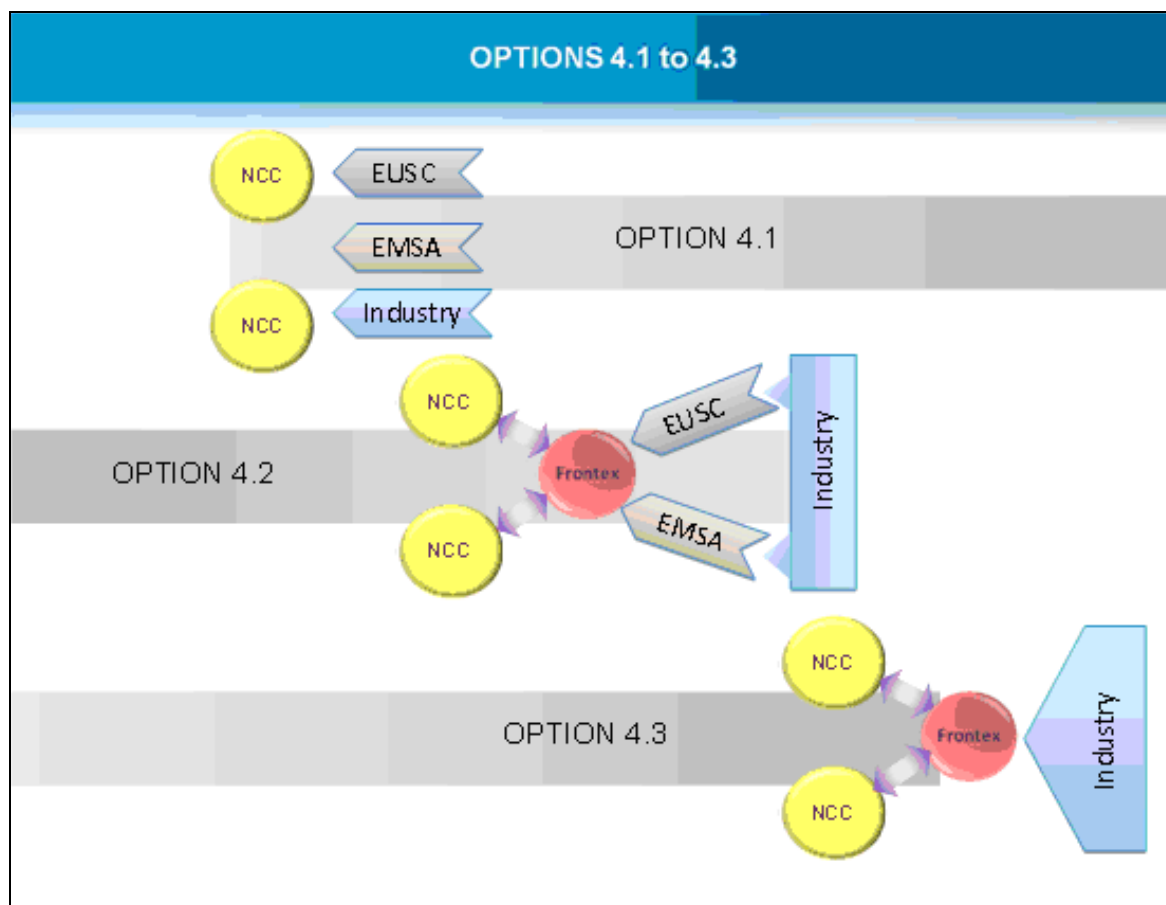 OPTIONS 4.1 to 4.3
NCC
EUSC
EMSA
OPTION 4.1
NCC
Industry
NCC
EUSC
Industry
OPTION 4.2
Frontex
NCC
EMSA
NCC
OPTION 4.3
Frontex
Industry
NCC